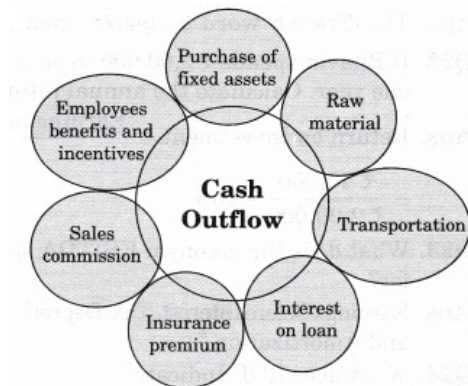 Purchase of
fixed assets
Raw
material
Transportation
Interest
on loan
Insurance
premium
Sales
commission
Employees
benefits and
incentives
Cash
Outflow